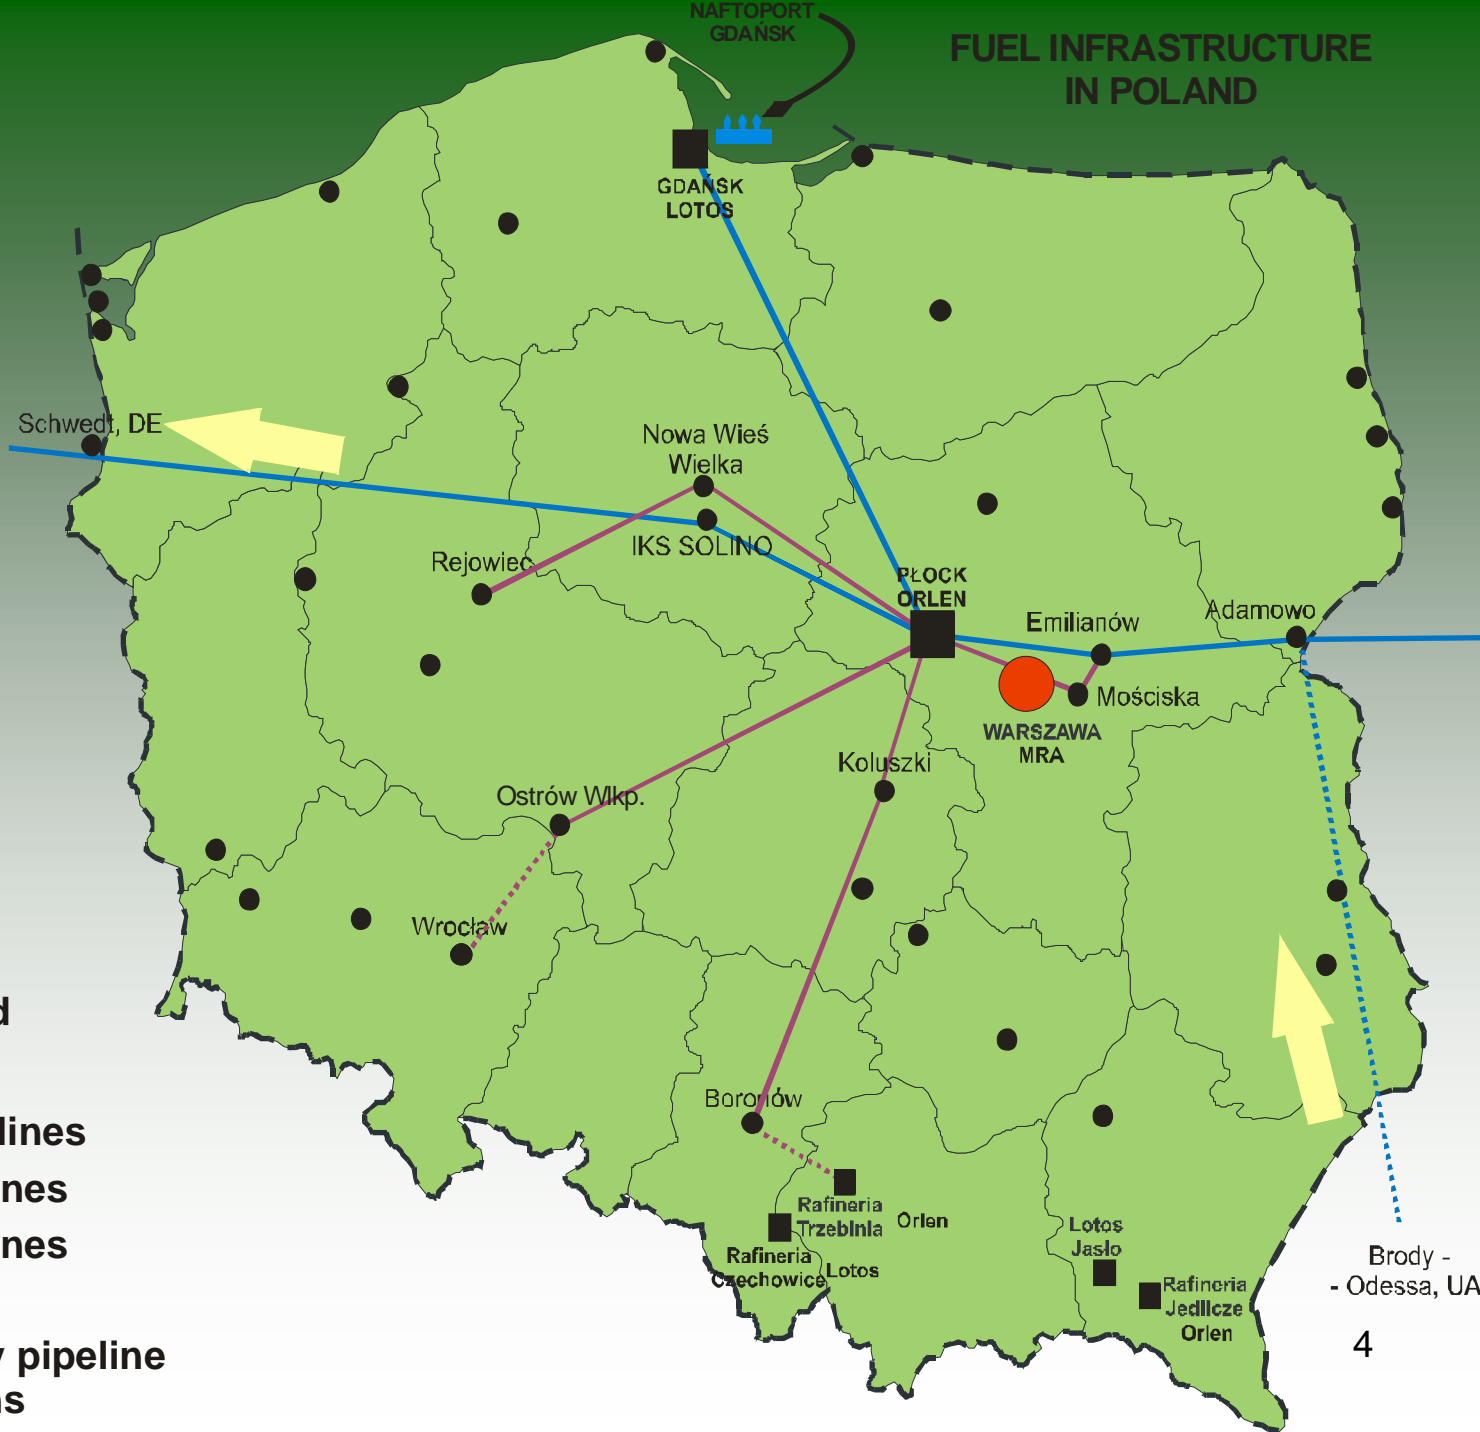 NAFTOPORT
GDAŃSK
FUEL INFRASTRUCTURE
IN POLAND
GDAŃSK
LOTOS
Schwedt, DE
Nowa Wieś
Wielka
IKS SOLINO
Rejowiec
PŁOCK
ORLEN
Emilianów
Adamowo
Mościska
WARSZAWA
MRA
Koluszki
Ostrów Wlkp.
Wrocław
d
lines
nes
nes
y pipeline
ns
Boronów
Rafineria
Trzebinia
Orlen
Rafineria
Czechowice
Lotos
Lotos
Jasło
Rafineria
Jedlicze
Orlen
Brody -
- Odessa, UA
4